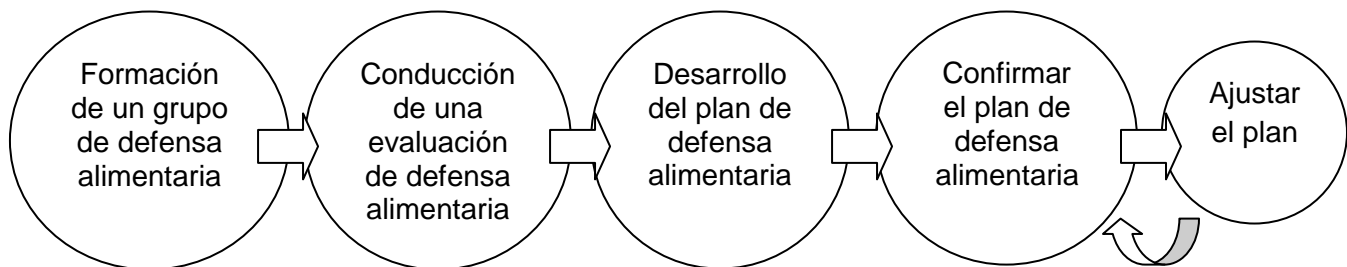 Formación
de un grupo
de defensa
alimentaria
Conducción
de una
evaluación
de defensa
alimentaria
Desarrollo
del plan de
defensa
alimentaria
Confirmar
el plan de
defensa
alimentaria
Ajustar
el plan